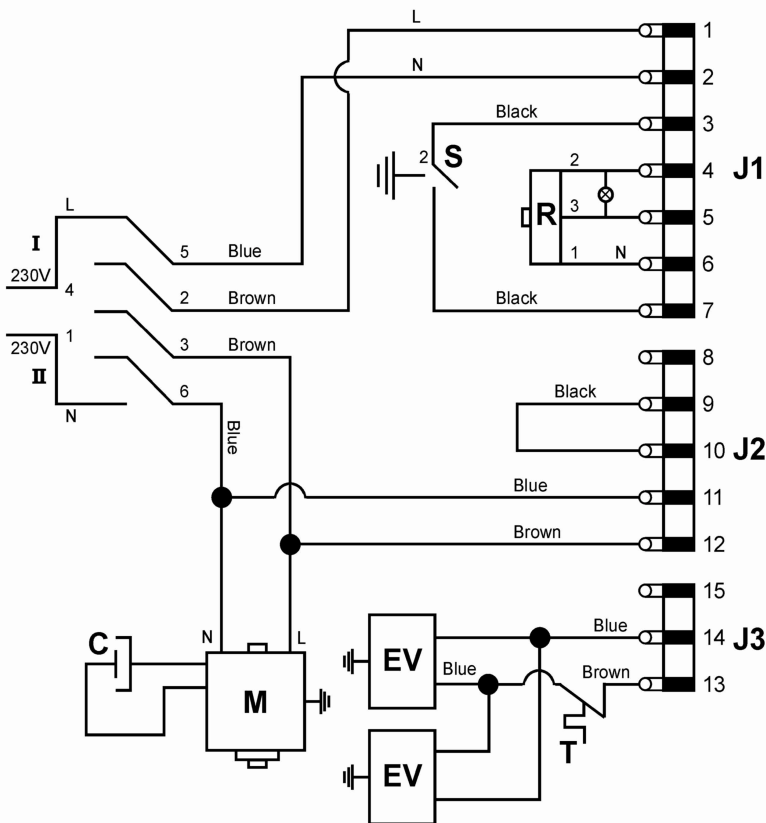 L
1
N
2
Black
3
2
S
2
4
J1
R
3
5
L
I
5
Blue
1
N
6
230V
4
2
Brown
Black
7
1
230V
II
3
Brown
8
N
6
Black
9
Blue
10
J2
Blue
11
Brown
12
15
N
L
Blue
14
J3
C
EV
Blue
Brown
13
M
T
EV